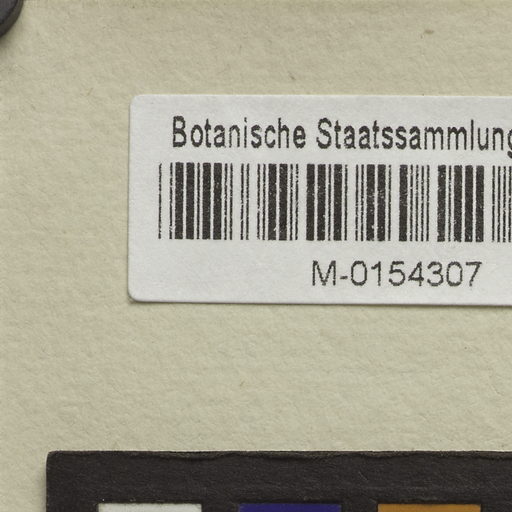 Botanische Staatssammlung
M-0154307